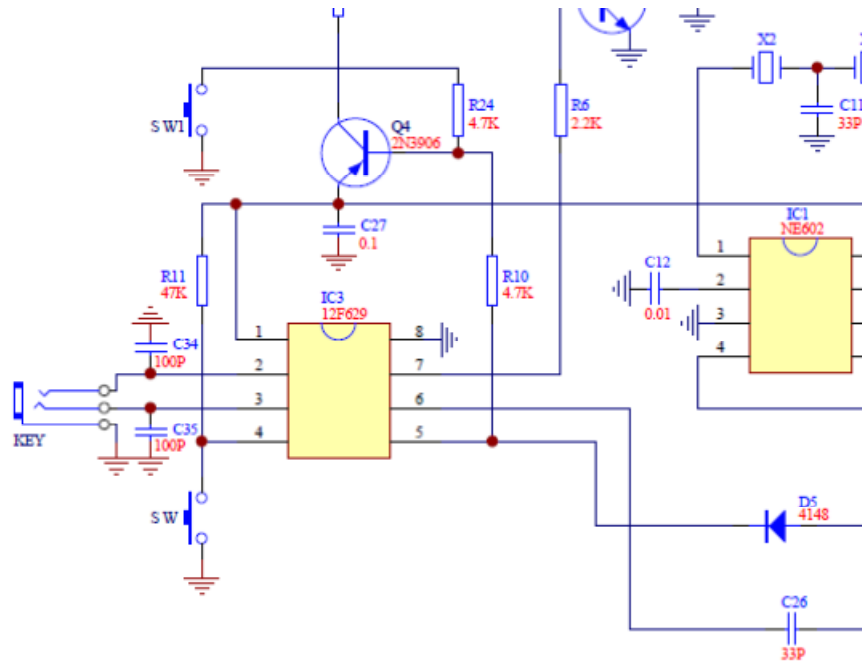 X2
C11
33P
SW1
R24
4.7K
Q4
2N3906
R6
2.2K
C27
0.1
R11
47K
R10
4.7K
IC1
NE602
1
2
3
4
C12
0.01
IC3
12F629
1
2
3
4
8
7
6
5
C34
100P
C35
100P
KEY
SW
D5
4148
C26
33P